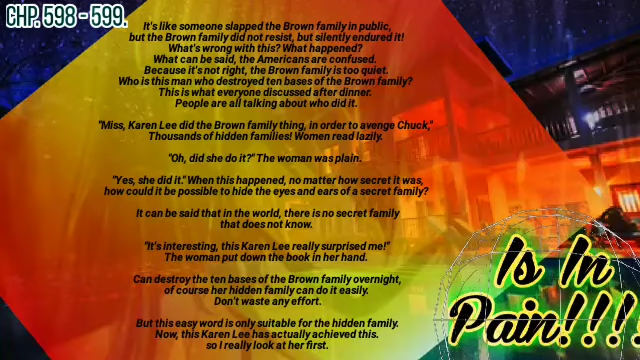 CHP. 598 - 599.
It's like someone slapped the Brown family in public,
but the Brown family did not resist, but silently endured it!
What's wrong with this? What happened?
What can be said, the Americans are confused.
Because it's not right, the Brown family is too quiet.
Who is this man who destroyed ten bases of the Brown family?
This is what everyone discussed after dinner.
People are all talking about who did it.
"Miss, Karen Lee did the Brown family thing, in order to avenge Chuck,"
Thousands of hidden families! Women read lazily.
"Oh, did she do it?" The woman was plain.
"Yes, she did it." When this happened, no matter how secret it was,
how could it be possible to hide the eyes and ears of a secret family?
It can be said that in the world, there is no secret family
that does not know.
"It's interesting, this Karen Lee really surprised me!"
The woman put down the book in her hand.
Can destroy the ten bases of the Brown family overnight,
of course her hidden family can do it easily.
Don't waste any effort.
But this easy word is only suitable for the hidden family.
Now, this Karen Lee has actually achieved this.
so I really look at her first.
Is In
Pain!!!!